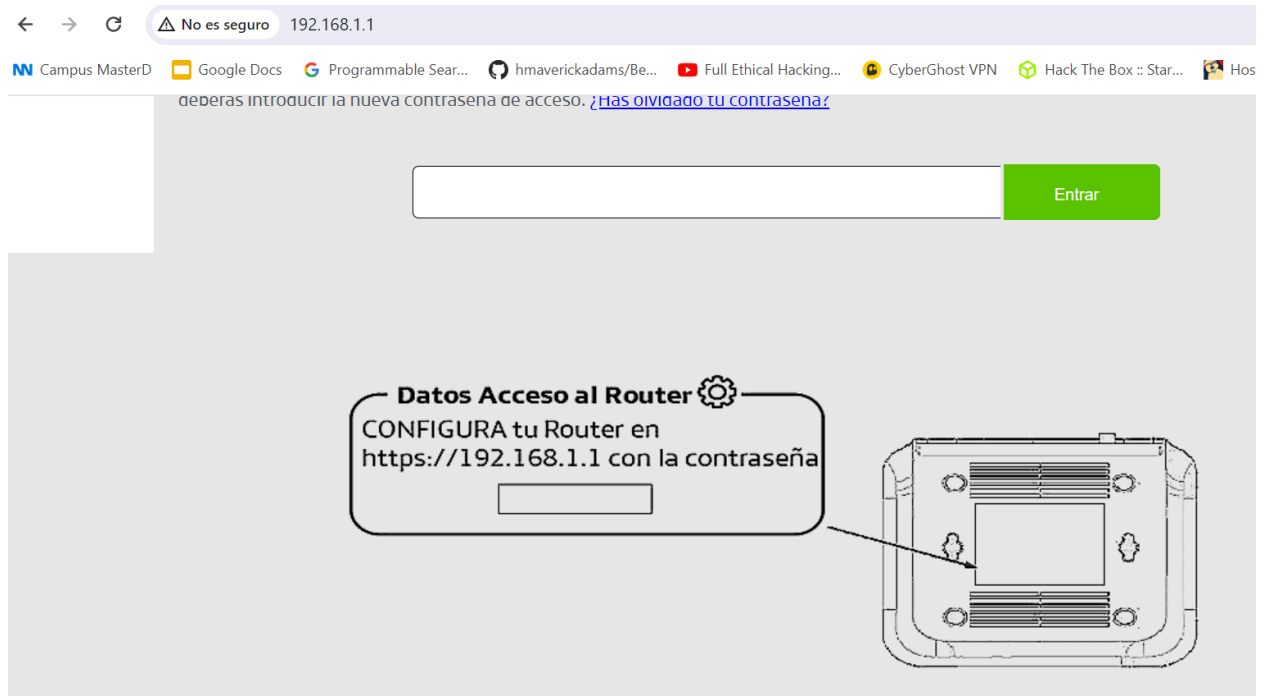 No es seguro 192.168.1.1
Campus MasterD Google Docs Programmable Sear... hmaverickadams/Be... Full Ethical Hacking... CyberGhost VPN Hack The Box :: Star... Hos
deberás introducir la nueva contraseña de acceso. ¿Has olvidado tu contraseña?
Entrar
Datos Acceso al Router
CONFIGURA tu Router en
https://192.168.1.1 con la contraseña